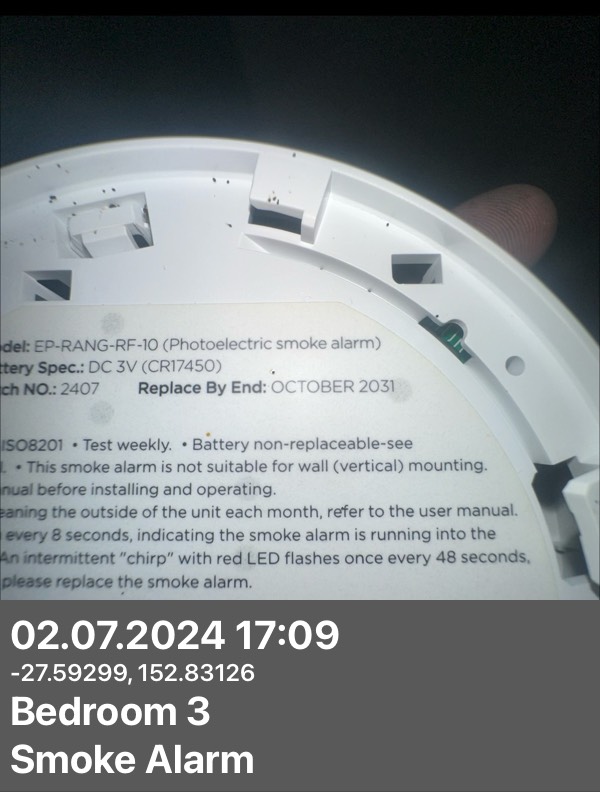 del: EP-RANG-RF-10 (Photoelectric smoke alarm)
ttery Spec.: DC 3V (CR17450)
ch NO.: 2407 Replace By End: OCTOBER 2031
ISO8201 • Test weekly. • Battery non-replaceable-see
l. • This smoke alarm is not suitable for wall (vertical) mounting.
nual before installing and operating.
eaning the outside of the unit each month, refer to the user manual.
every 8 seconds, indicating the smoke alarm is running into the
An intermittent "chirp" with red LED flashes once every 48 seconds,
please replace the smoke alarm.
02.07.2024 17:09
-27.59299, 152.83126
Bedroom 3
Smoke Alarm